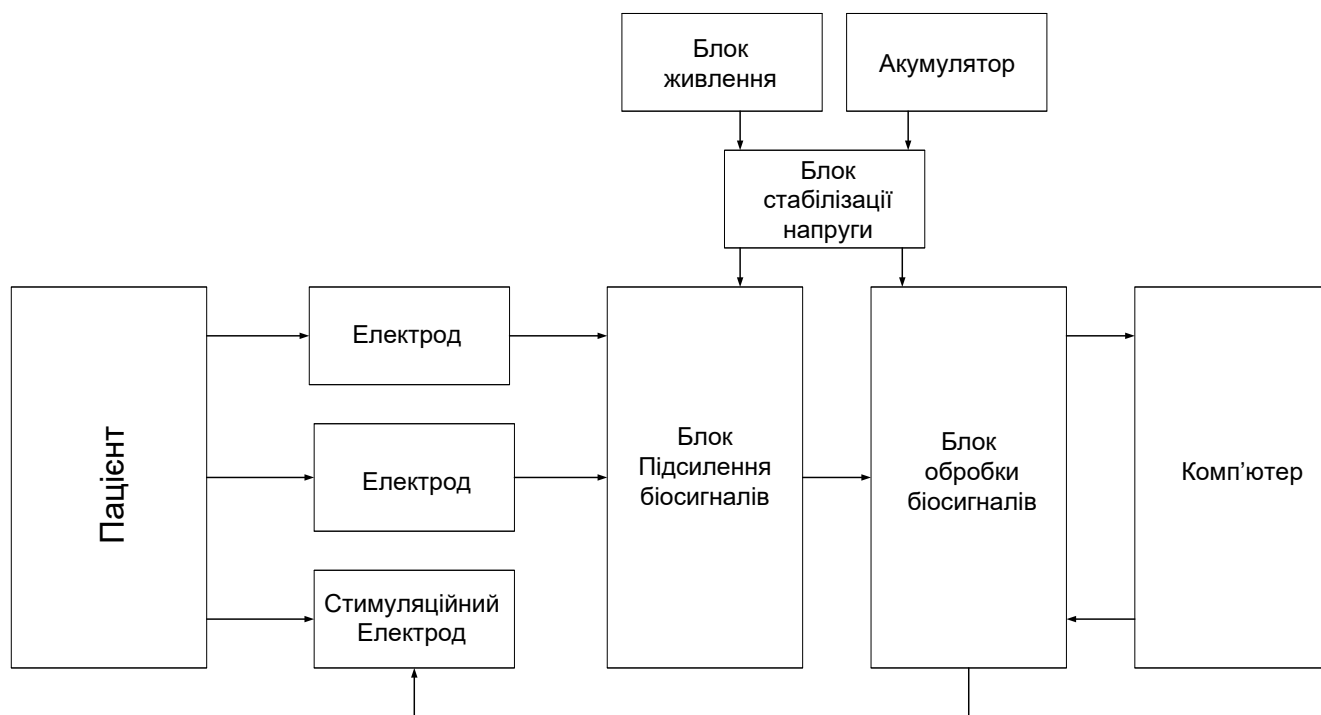 Блок
живлення
Акумулятор
Блок
стабілізації
напруги
Пацієнт
Електрод
Електрод
Стимуляційний
Електрод
Блок
Підсилення
біосигналів
Блок
обробки
біосигналів
Комп’ютер